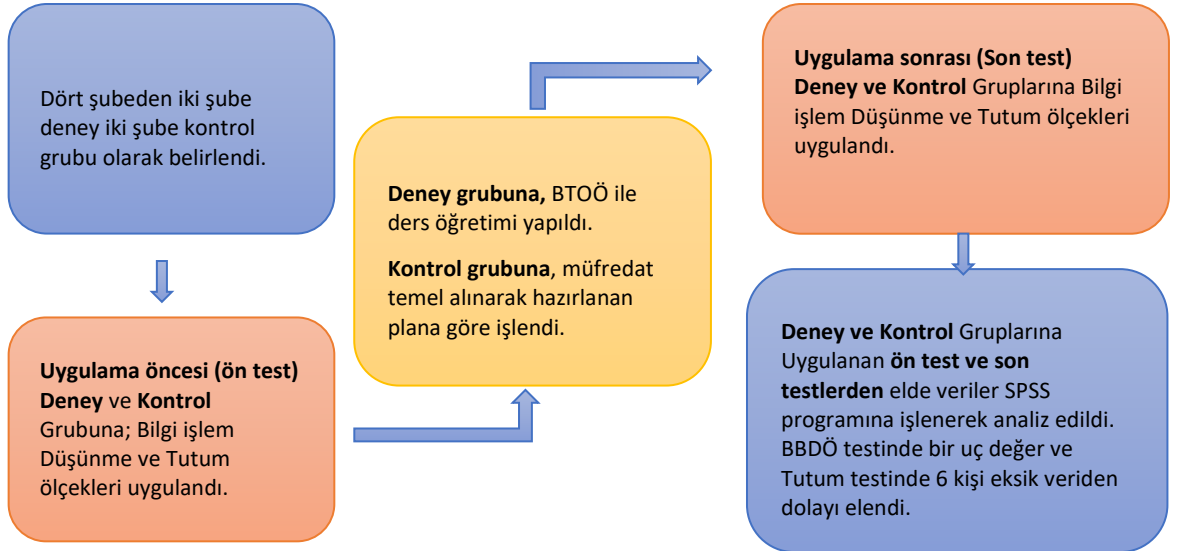 Dört şubeden iki şube
deney iki şube kontrol
grubu olarak belirlendi.
Uygulama öncesi (ön test)
Deney ve Kontrol
Grubuna; Bilgi işlem
Düşünme ve Tutum
ölçekleri uygulandı.
Deney grubuna, BTOÖ ile
ders öğretimi yapıldı.
Kontrol grubuna, müfredat
temel alınarak hazırlanan
plana göre işlendi.
Uygulama sonrası (Son test)
Deney ve Kontrol Gruplarına Bilgi
işlem Düşünme ve Tutum ölçekleri
uygulandı.
Deney ve Kontrol Gruplarına
Uygulanan ön test ve son
testlerden elde veriler SPSS
programına işlenerek analiz edildi.
BBDÖ testinde bir uç değer ve
Tutum testinde 6 kişi eksik veriden
dolayı elendi.